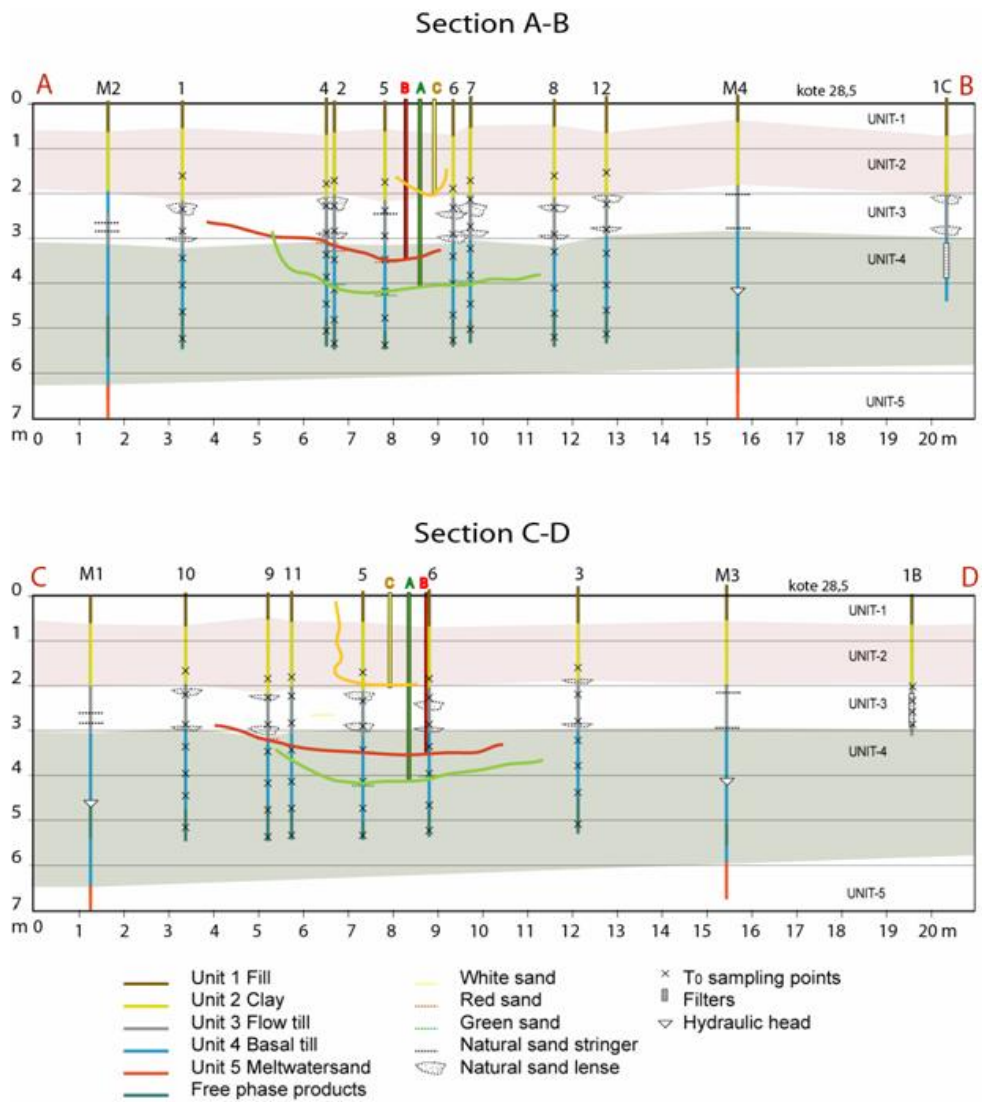 Section A-B
A M2 1 4 2 5 B A C 6 7 8 12 M4 kote 28,5 1C B
0
UNIT-1
1
UNIT-2
2
UNIT-3
3
UNIT-4
4
5
6
UNIT-5
7
m 0 1 2 3 4 5 6 7 8 9 10 11 12 13 14 15 16 17 18 19 20 m
Section C-D
C M1 10 9 11 5 C A B 6 3 M3 kote 28,5 1B D
0
UNIT-1
1
UNIT-2
2
UNIT-3
3
UNIT-4
4
5
6
UNIT-5
7
m 0 1 2 3 4 5 6 7 8 9 10 11 12 13 14 15 16 17 18 19 20 m
Unit 1 Fill
Unit 2 Clay
Unit 3 Flow till
Unit 4 Basal till
Unit 5 Meltwatersand
Free phase products
White sand
Red sand
Green sand
Natural sand stringer
Natural sand lense
T0 sampling points
Filters
Hydraulic head